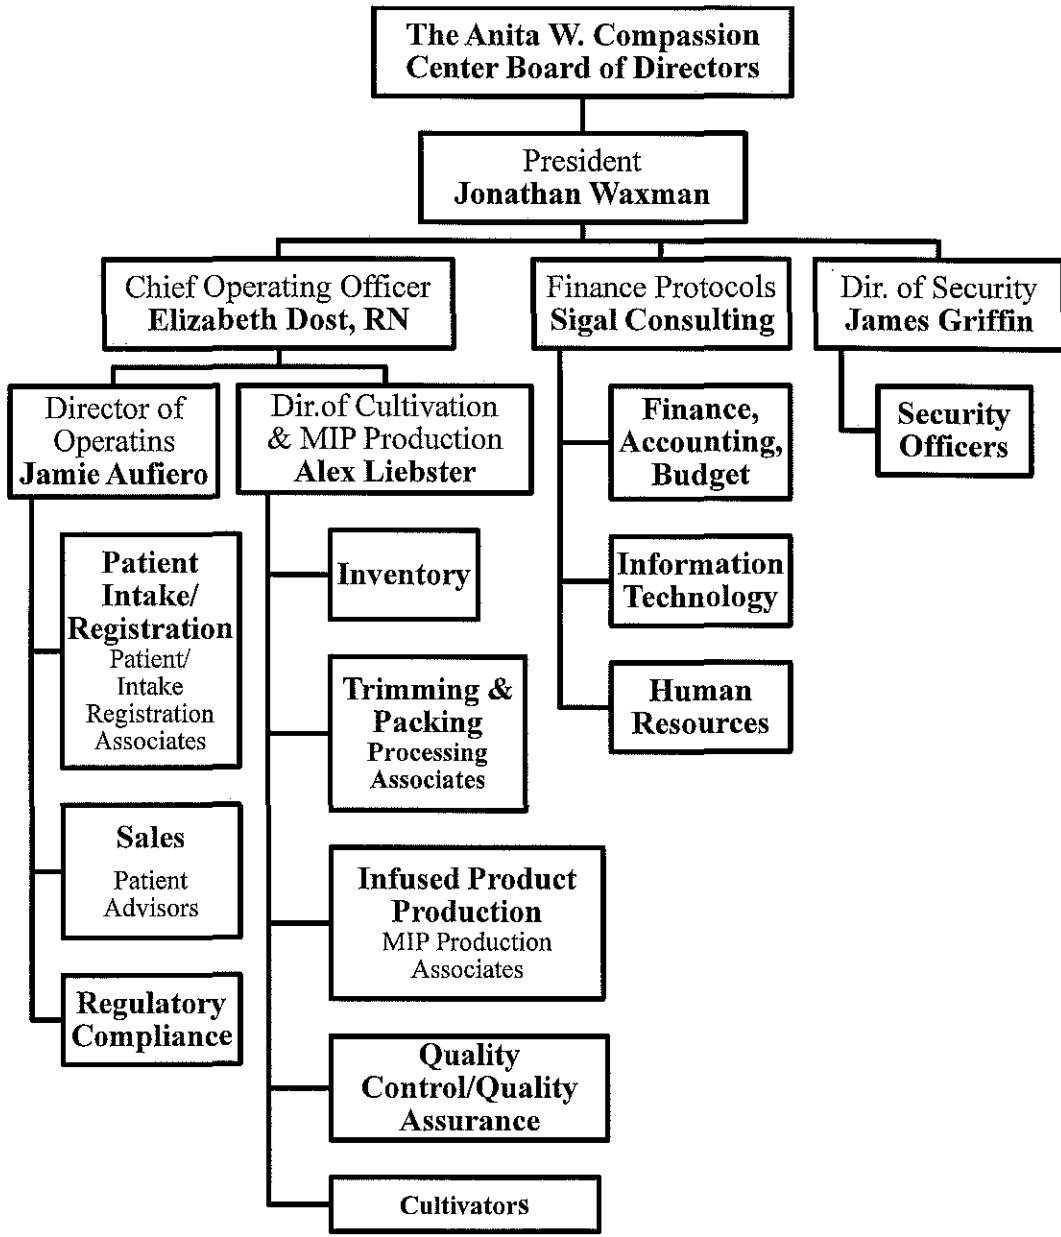 The Anita W. Compassion
Center Board of Directors
President
Jonathan Waxman
Chief Operating Officer
Elizabeth Dost, RN
Finance Protocols
Sigal Consulting
Dir. of Security
James Griffin
Director of
Operatins
Jamie Aufiero
Dir.of Cultivation
& MIP Production
Alex Liebster
Finance,
Accounting,
Budget
Security
Officers
Patient
Intake/
Registration
Patient/
Intake
Registration
Associates
Sales
Patient
Advisors
Regulatory
Compliance
Inventory
Trimming &
Packing
Processing
Associates
Infused Product
Production
MIP Production
Associates
Quality
Control/Quality
Assurance
Cultivators
Information
Technology
Human
Resources